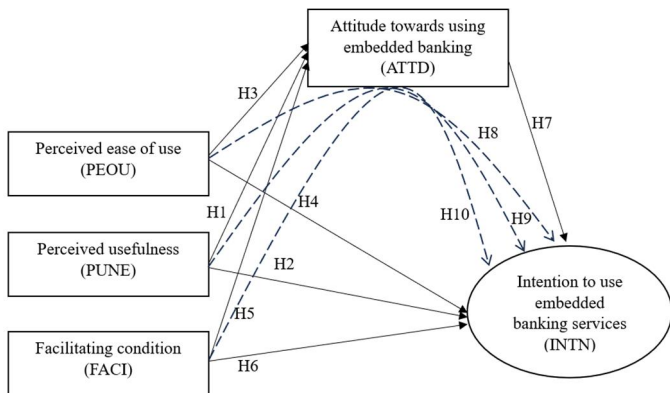 Attitude towards using
embedded banking
(ATTD)
H3
H7
H8
Perceived ease of use
(PEOU)
H1
H4
H10
H9
Perceived usefulness
(PUNE)
H2
Intention to use
embedded
banking services
(INTN)
H5
Facilitating condition
(FACI)
H6